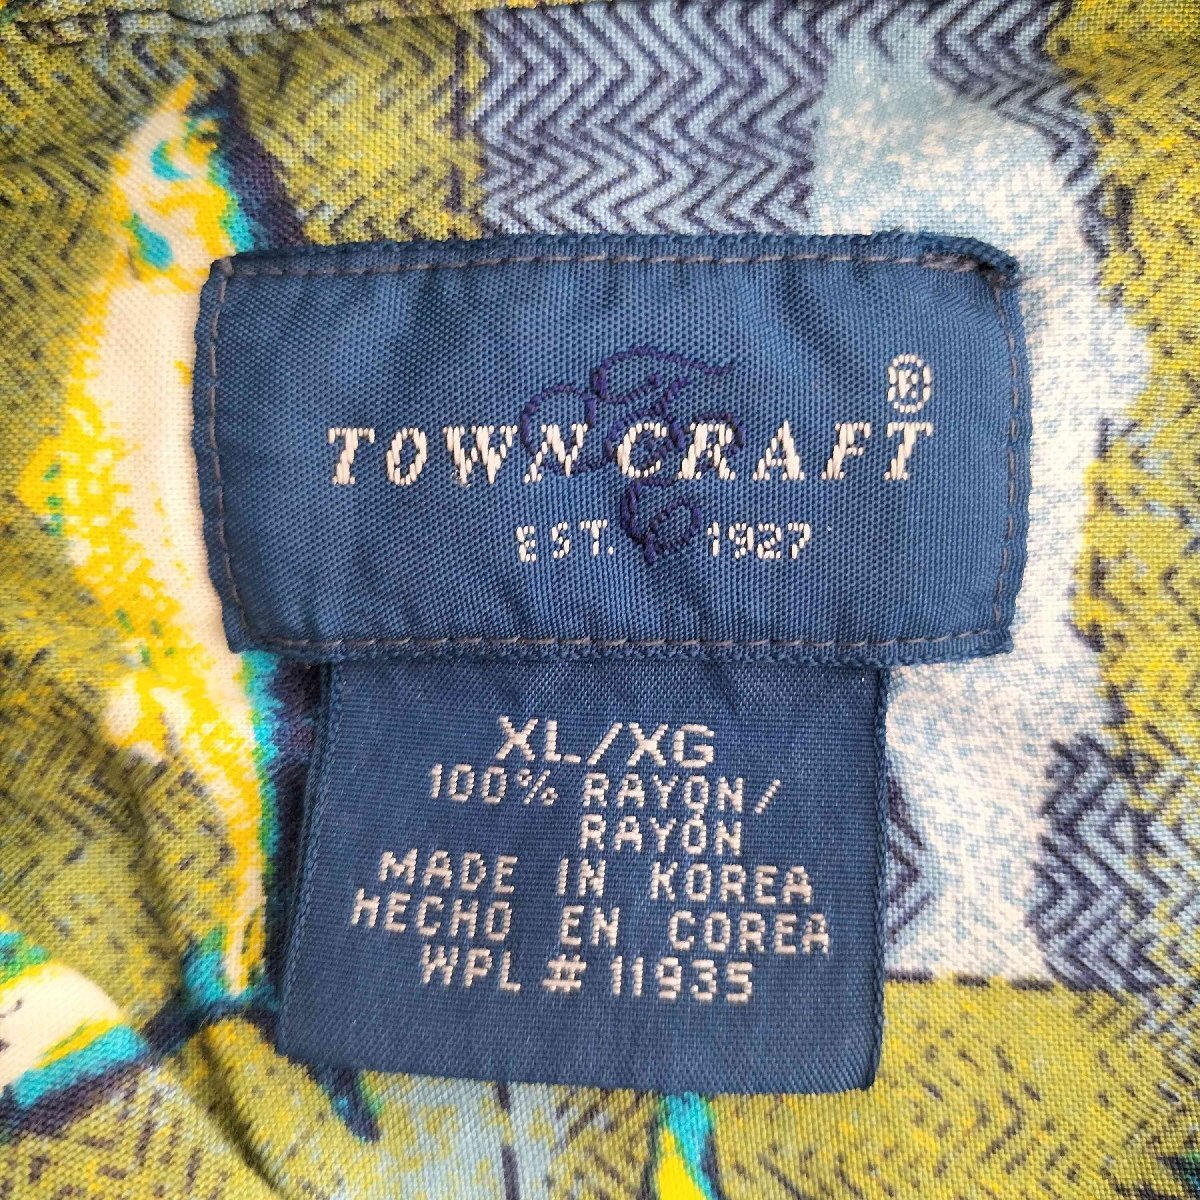 TOWNCRAFT®
EST. 1927
XL/XG
100% RAYON/
RAYON
MADE IN KOREA
HECHO EN COREA
WPL # 11935